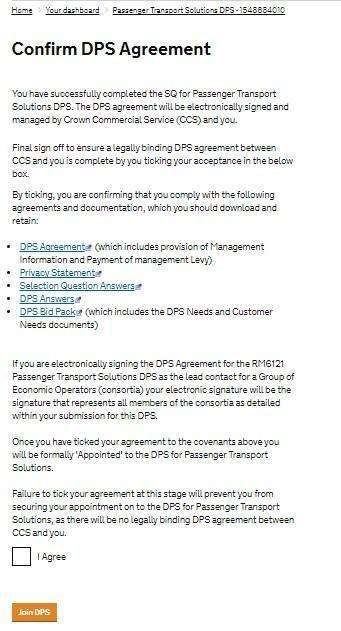 Home > Your dashboard > Passenger Transport Solutions DPS -1548684010
Confirm DPS Agreement
You have successfully completed the SQ for Passenger Transport
Solutions DPS. The DPS agreement will be electronically signed and
managed by Crown Commercial Service (CCS) and you.
Final sign off to ensure a legally binding DPS agreement between
CCS and you is complete by you ticking your acceptance in the below
box.
By ticking, you are confirming that you comply with the following
agreements and documentation, which you should download and
retain:
• DPS Agreement (which includes provision of Management
Information and Payment of management Levy)
• Privacy Statement
• Selection Question Answers
• DPS Answers
• DPS Bid Pack (which includes the DPS Needs and Customer
Needs documents)
If you are electronically signing the DPS Agreement for the RM6121
Passenger Transport Solutions DPS as the lead contact for a Group of
Economic Operators (consortia) your electronic signature will be the
signature that represents all members of the consortia as detailed
within your submission for this DPS.
Once you have ticked your agreement to the covenants above you
will be formally 'Appointed' to the DPS for Passenger Transport
Solutions.
Failure to tick your agreement at this stage will prevent you from
securing your appointment on to the DPS for Passenger Transport
Solutions, as there will be no legally binding DPS agreement between
CCS and you.
I Agree
Join DPS